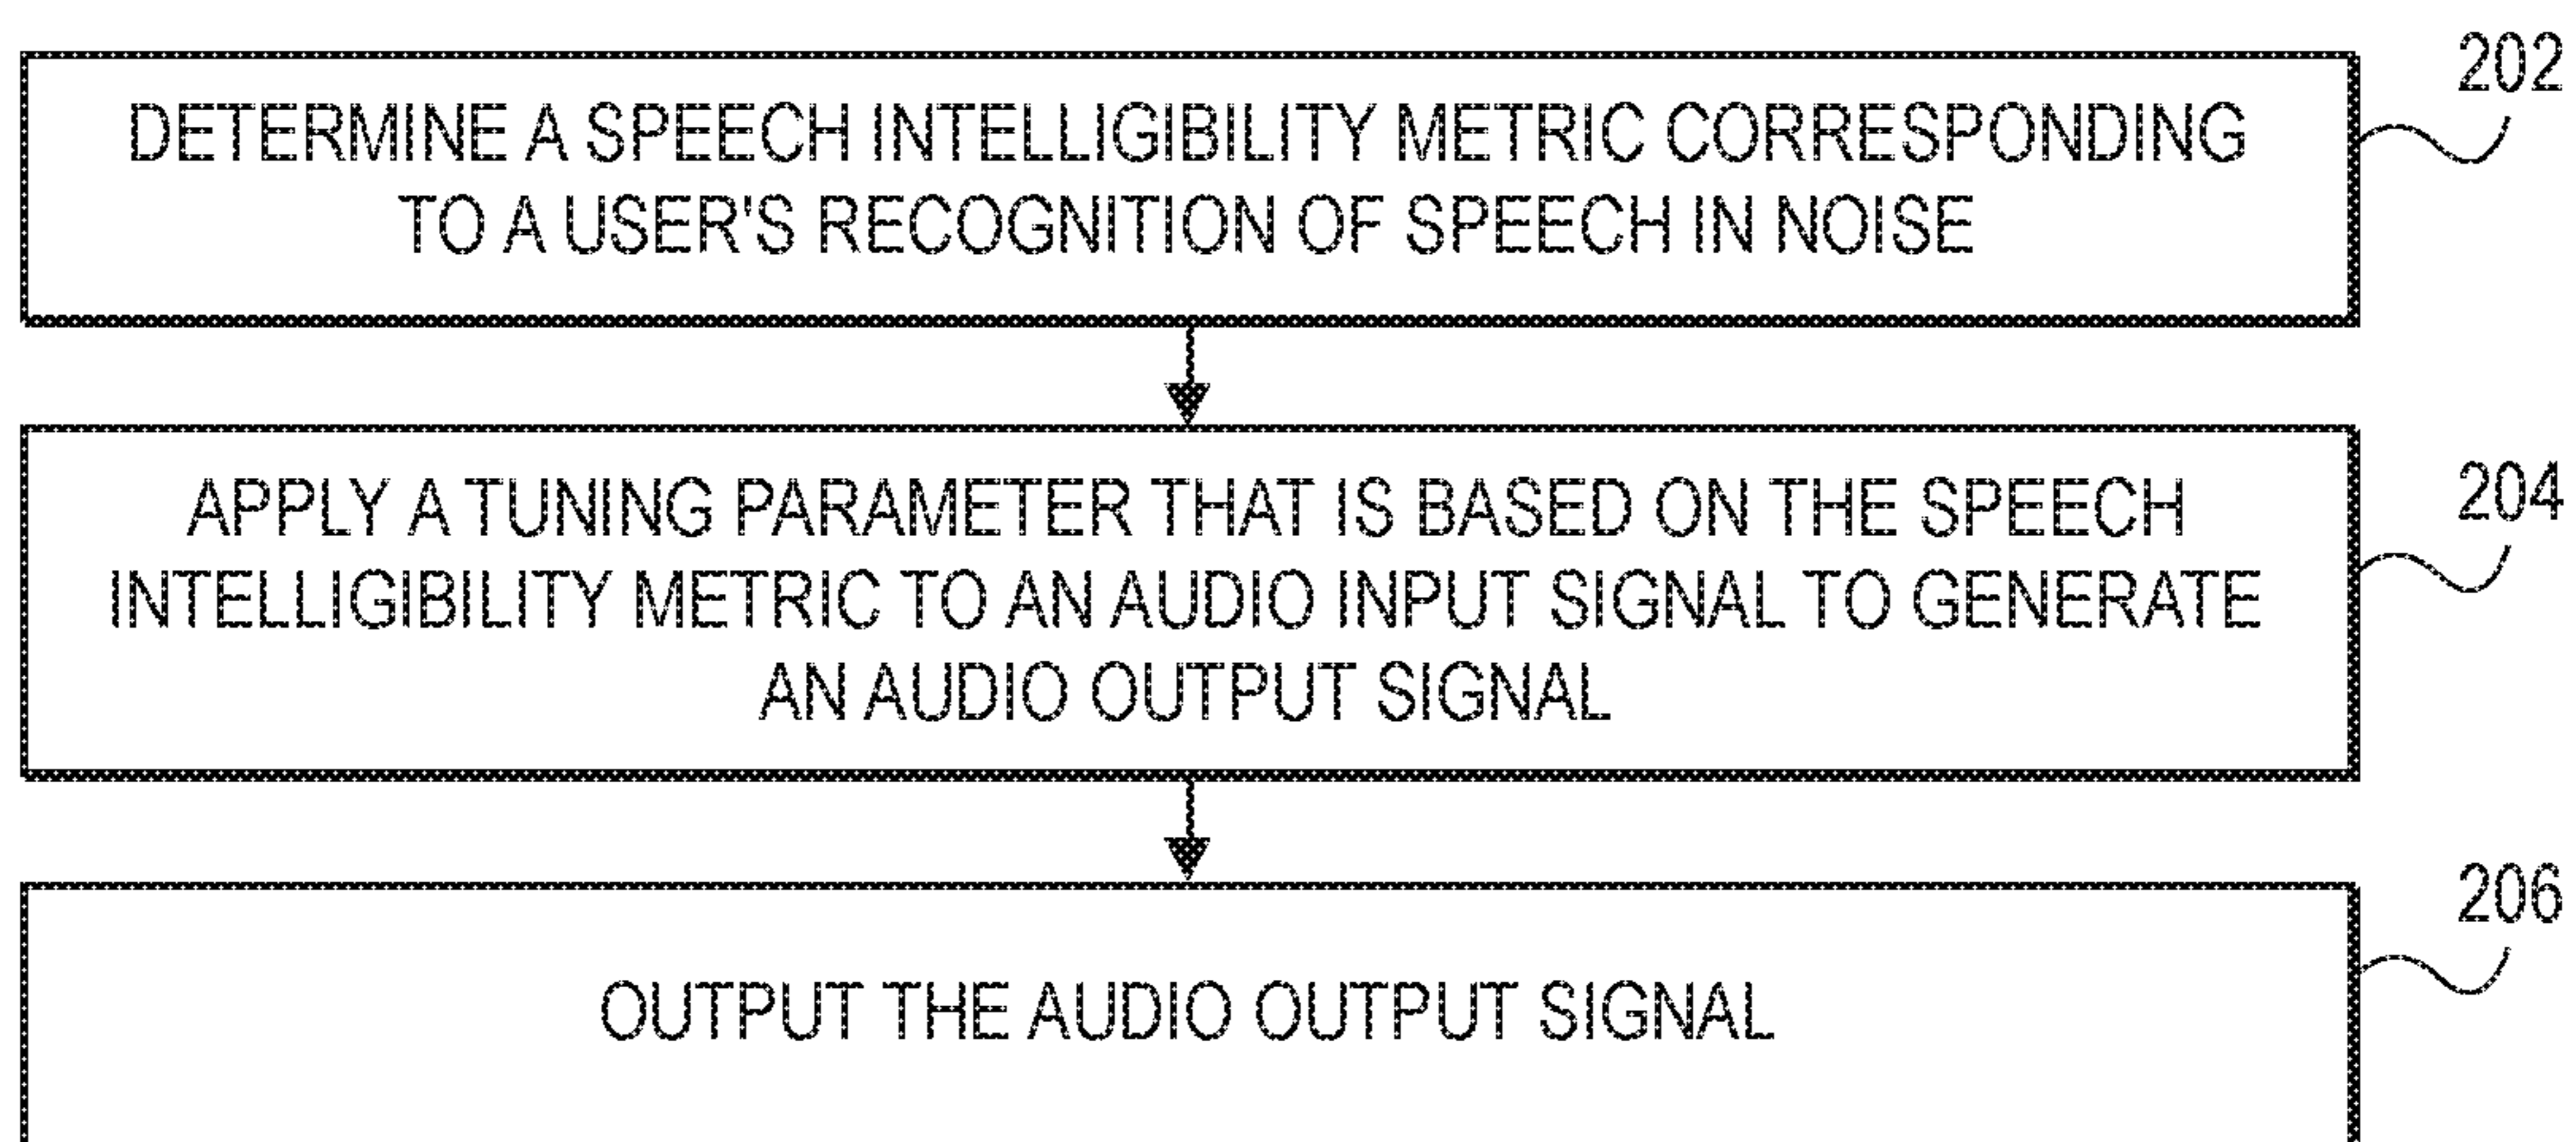 202
DETERMINE A SPEECH INTELLIGIBILITY METRIC CORRESPONDING
TO A USER'S RECOGNITION OF SPEECH IN NOISE
204
APPLY A TUNING PARAMETER THAT IS BASED ON THE SPEECH
INTELLIGIBILITY METRIC TO AN AUDIO INPUT SIGNAL TO GENERATE
AN AUDIO OUTPUT SIGNAL
206
OUTPUT THE AUDIO OUTPUT SIGNAL